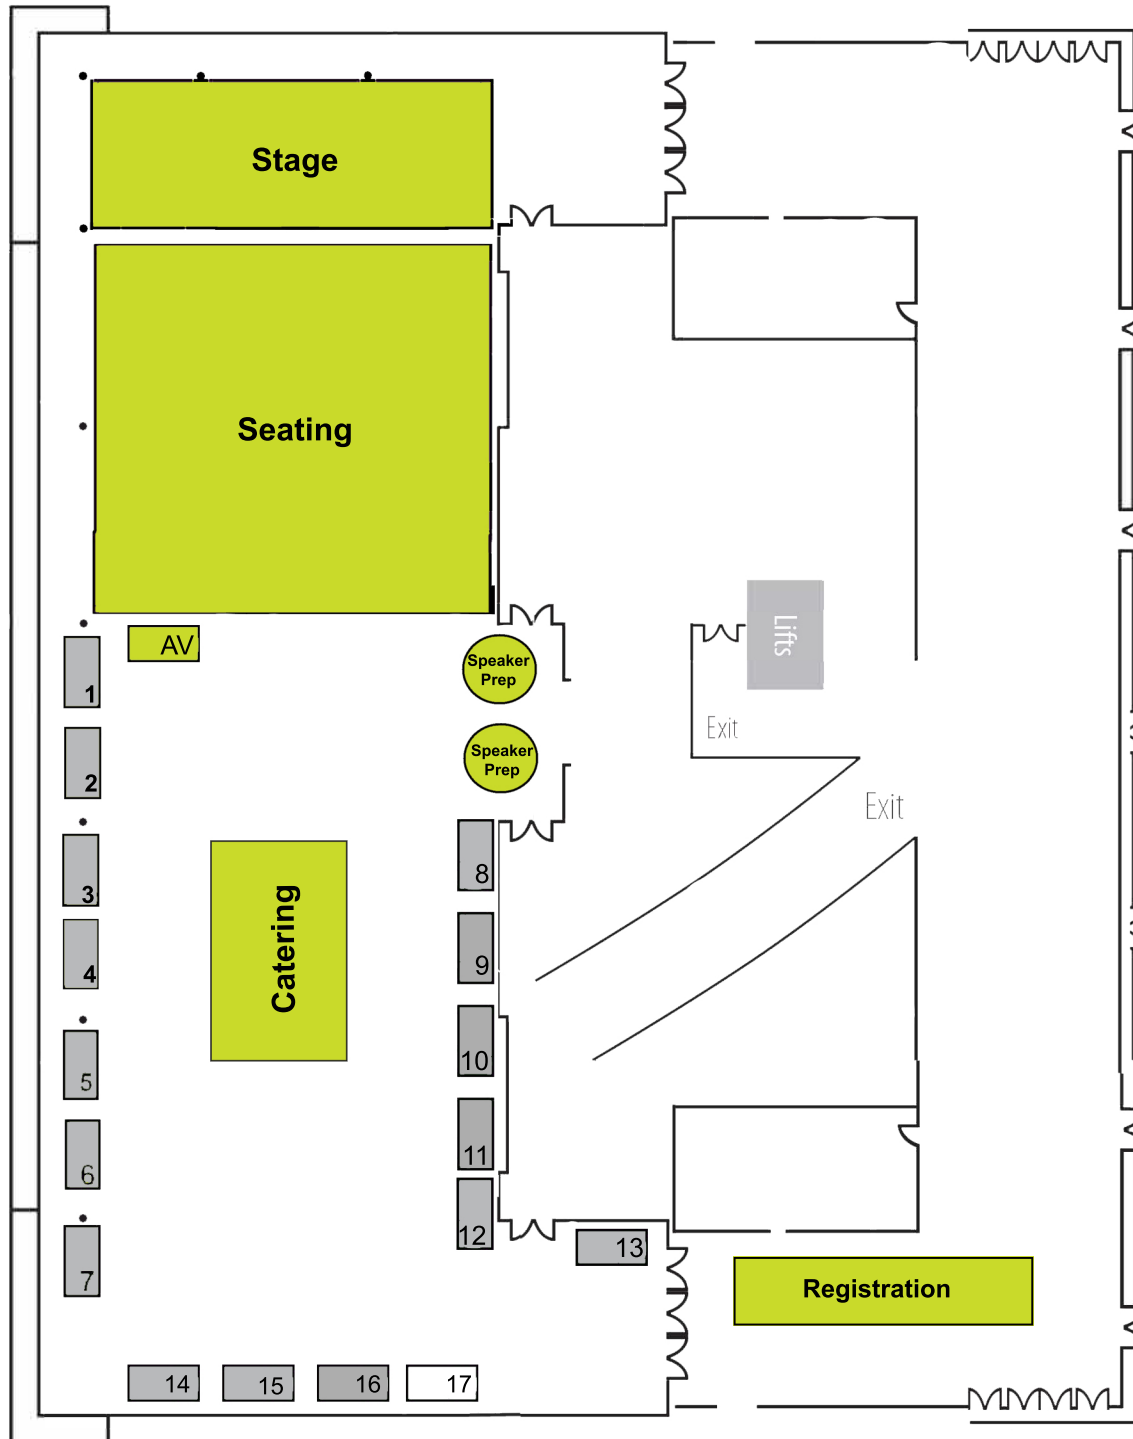 Stage
Seating
AV
Speaker
Prep
Lifts
1
Exit
2
Speaker
Prep
Exit
3
8
Catering
4
9
5
10
6
11
7
12
13
Registration
14
15
16
17